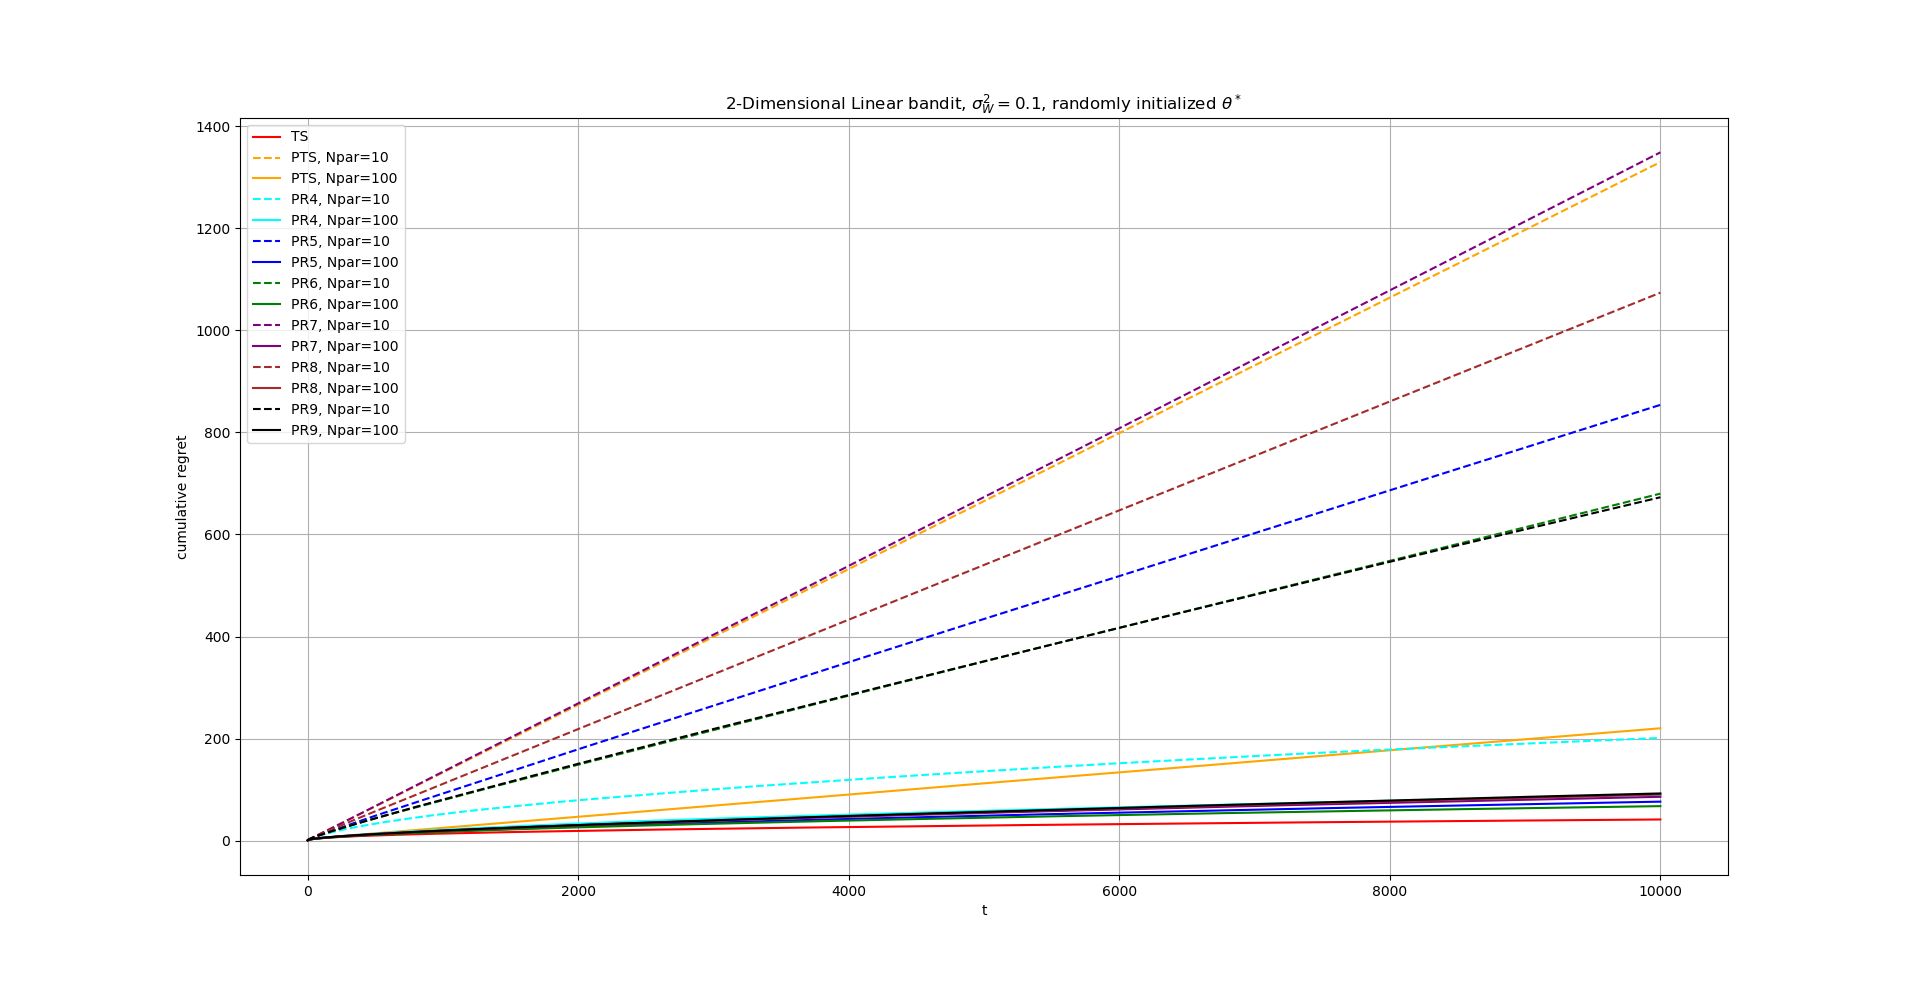 2-Dimensional Linear bandit, $\sigma_W^2 = 0.1$, randomly initialized $\theta^*$
1400
1200
1000
800
600
400
200
0
cumulative regret
TS
PTS, Npar=10
PTS, Npar=100
PR4, Npar=10
PR4, Npar=100
PR5, Npar=10
PR5, Npar=100
PR6, Npar=10
PR6, Npar=100
PR7, Npar=10
PR7, Npar=100
PR8, Npar=10
PR8, Npar=100
PR9, Npar=10
PR9, Npar=100
0 2000 4000 6000 8000 10000
t